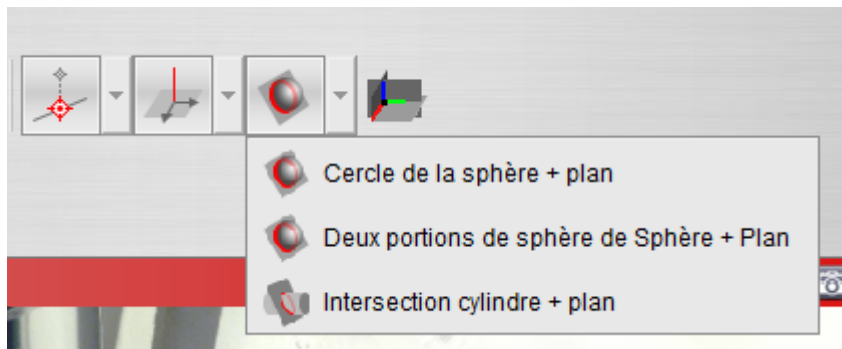 Cercle de la sphère + plan
Deux portions de sphère de Sphère + Plan
Intersection cylindre + plan